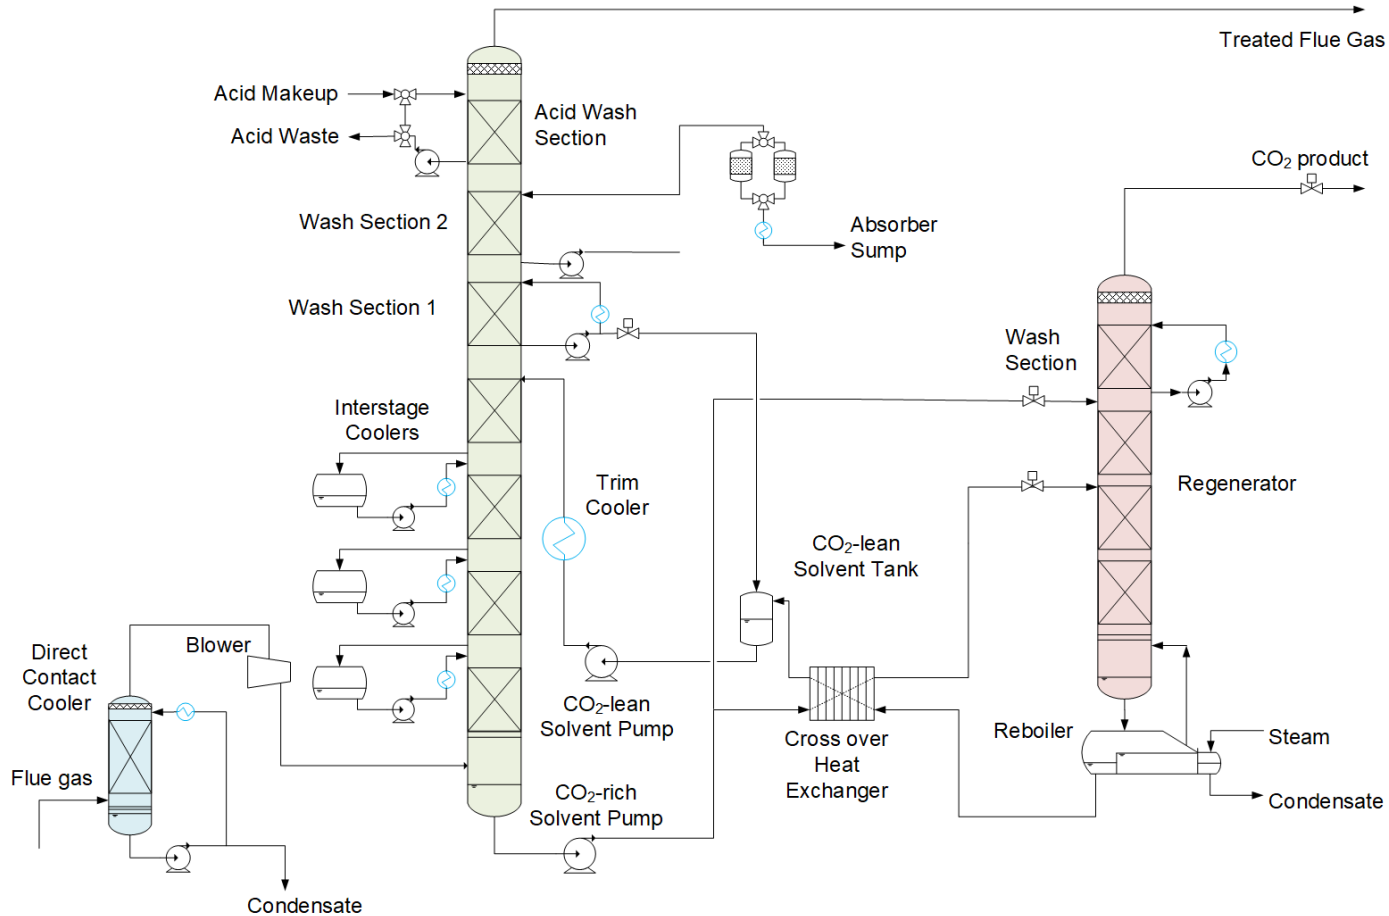 Treated Flue Gas
Acid Makeup
Acid Waste
Acid Wash
Section
CO₂ product
Wash Section 2
Absorber
Sump
Wash Section 1
Wash
Section
Interstage
Coolers
Trim
Cooler
Regenerator
CO₂-lean
Solvent Tank
Direct
Contact
Cooler
Blower
CO₂-lean
Solvent Pump
Cross over
Heat
Exchanger
Reboiler
Steam
Flue gas
CO₂-rich
Solvent Pump
Condensate
Condensate